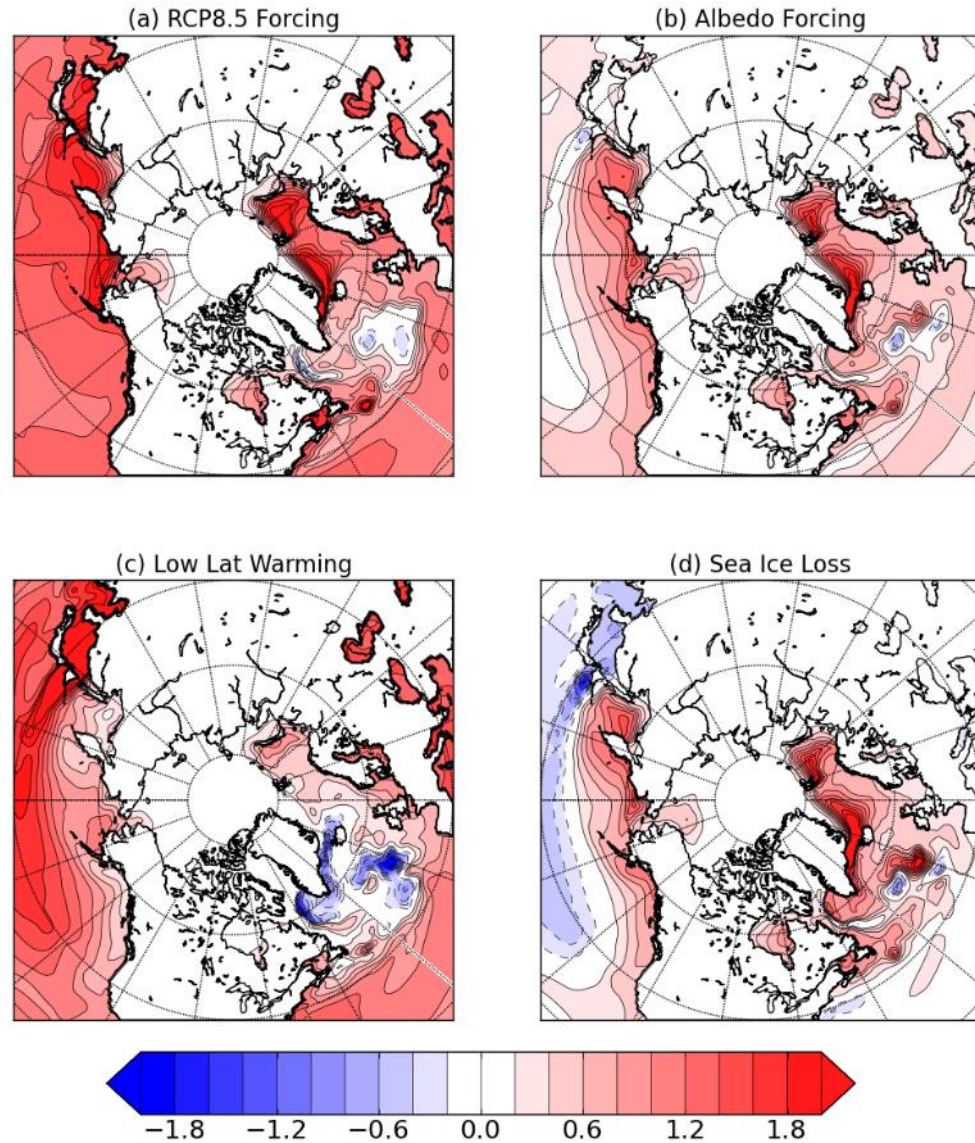 (a) RCP8.5 Forcing
(b) Albedo Forcing
(c) Low Lat Warming
(d) Sea Ice Loss
−1.8 −1.2 −0.6 0.0 0.6 1.2 1.8